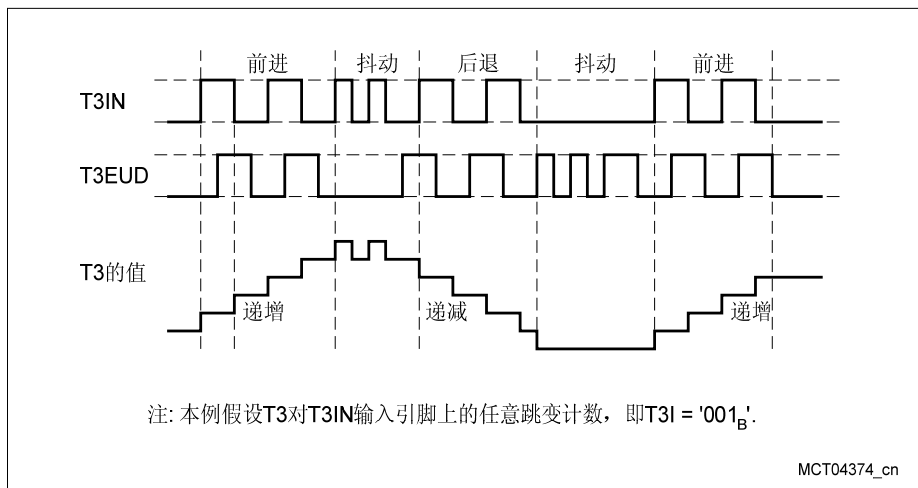 前进 抖动 后退 抖动 前进
T3IN
T3EUD
T3的值
递增 递减 递增
注: 本例假设T3对T3IN输入引脚上的任意跳变计数，即T3I = '001B'.
MCT04374_cn